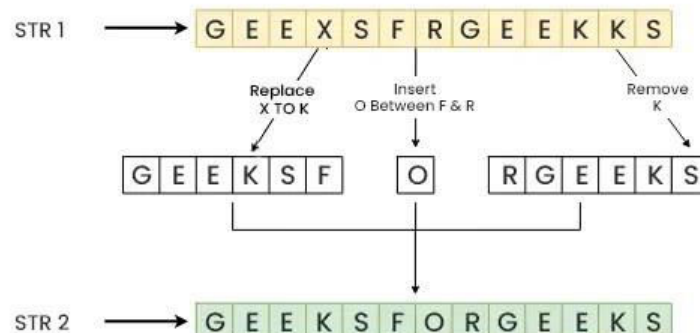 STR 1 G E E X S F R G E E K K S
Replace
X TO K
Insert
O Between F & R
Remove
K
G E E K S F O R G E E K S
STR 2 G E E K S F O R G E E K S